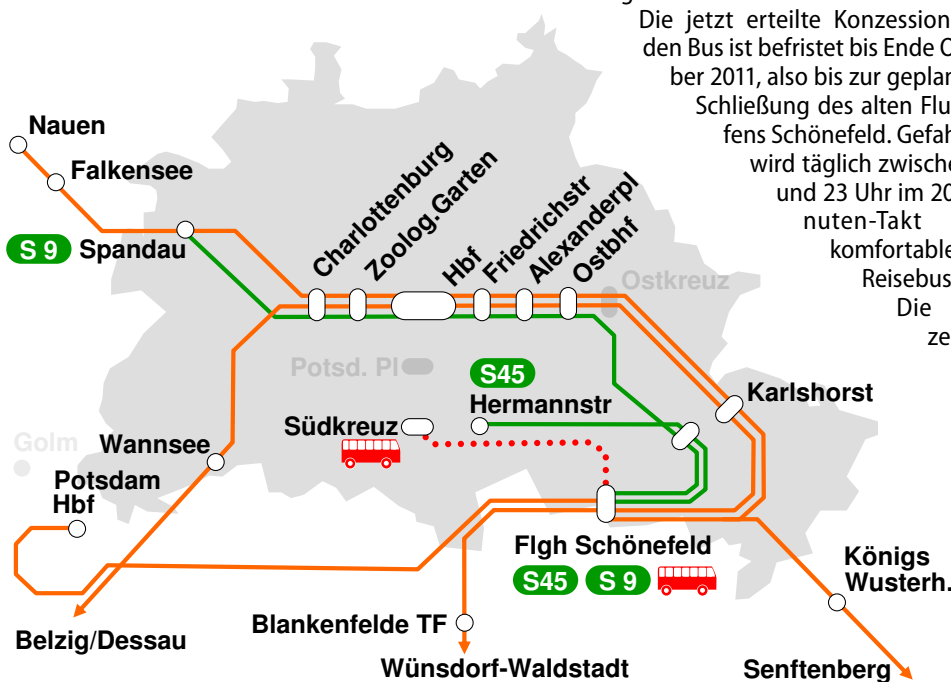 Die jetzt erteilte Konzession
den Bus ist befristet bis Ende O
ber 2011, also bis zur geplan
Schließung des alten Flu
fens Schönefeld. Gefah
wird täglich zwische
und 23 Uhr im 20
nuten-Takt
komfortable
Reisebus
Die
ze
Nauen
Falkensee
S 9 Spandau
Charlottenburg
Zoolog.Garten
Hbf
Friedrichstr
Alexanderpl
Ostbhf
Ostkreuz
Potsd. Pl
S45
Hermannstr
Karlshorst
Südkreuz
Golm
Wannsee
Potsdam
Hbf
Flgh Schönefeld
S45 S 9
Königs
Wusterh.
Blankenfelde TF
Belzig/Dessau
Wünsdorf-Waldstadt
Senftenberg